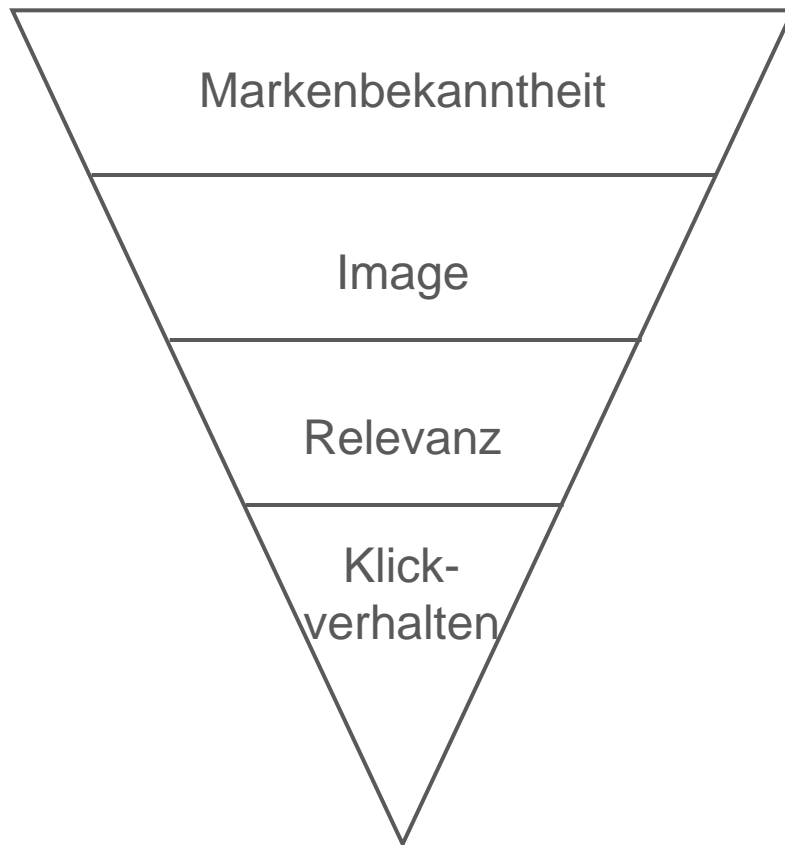 Markenbekanntheit
Image
Relevanz
Klick-
verhalten